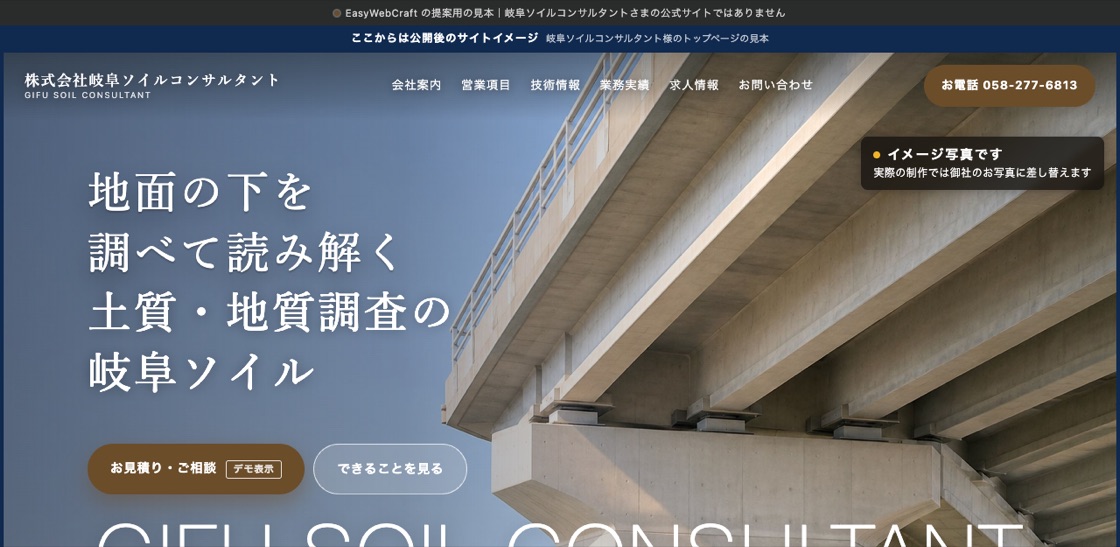 EasyWebCraft の提案用の見本｜岐阜ソイルコンサルタントさまの公式サイトではありません
ここからは公開後のサイトイメージ 岐阜ソイルコンサルタント様のトップページの見本
株式会社岐阜ソイルコンサルタント
GIFU SOIL CONSULTANT
会社案内 営業項目 技術情報 業務実績 求人情報 お問い合わせ
お電話 058-277-6813
イメージ写真です
実際の制作では御社のお写真に差し替えます
地面の下を
調べて読み解く
土質・地質調査の
岐阜ソイル
お見積り・ご相談 デモ表示
できることを見る
GIFU SOIL CONSULTANT